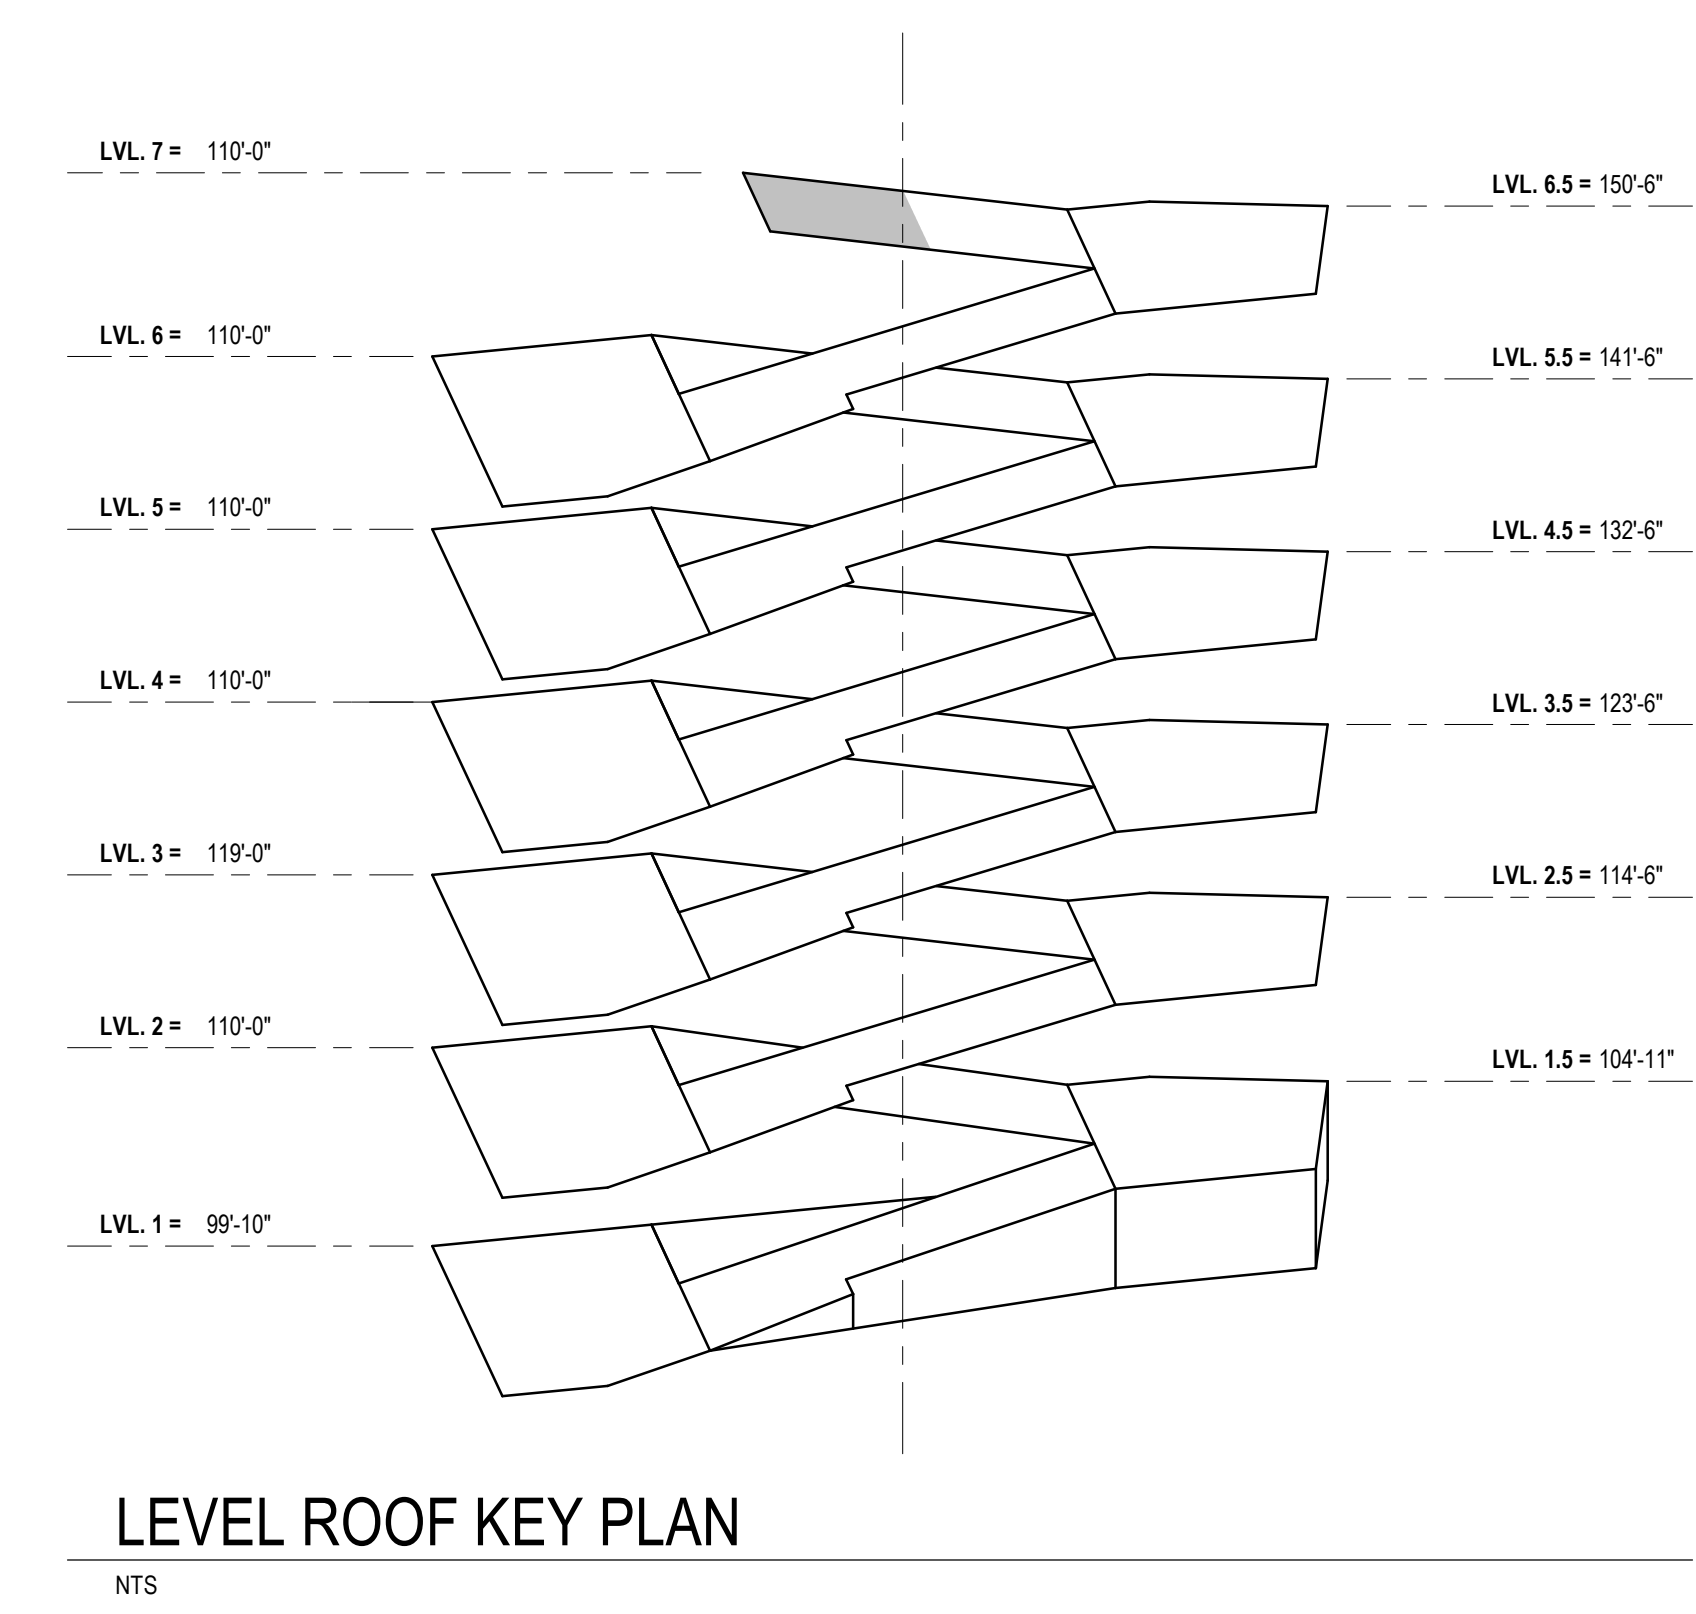 LVL. 7 = 110'-0"
LVL. 6.5 = 150'-6"
LVL. 6 = 110'-0"
LVL. 5.5 = 141'-6"
LVL. 5 = 110'-0"
LVL. 4.5 = 132'-6"
LVL. 4 = 110'-0"
LVL. 3.5 = 123'-6"
LVL. 3 = 119'-0"
LVL. 2.5 = 114'-6"
LVL. 2 = 110'-0"
LVL. 1.5 = 104'-11"
LVL. 1 = 99'-10"
LEVEL ROOF KEY PLAN
NTS